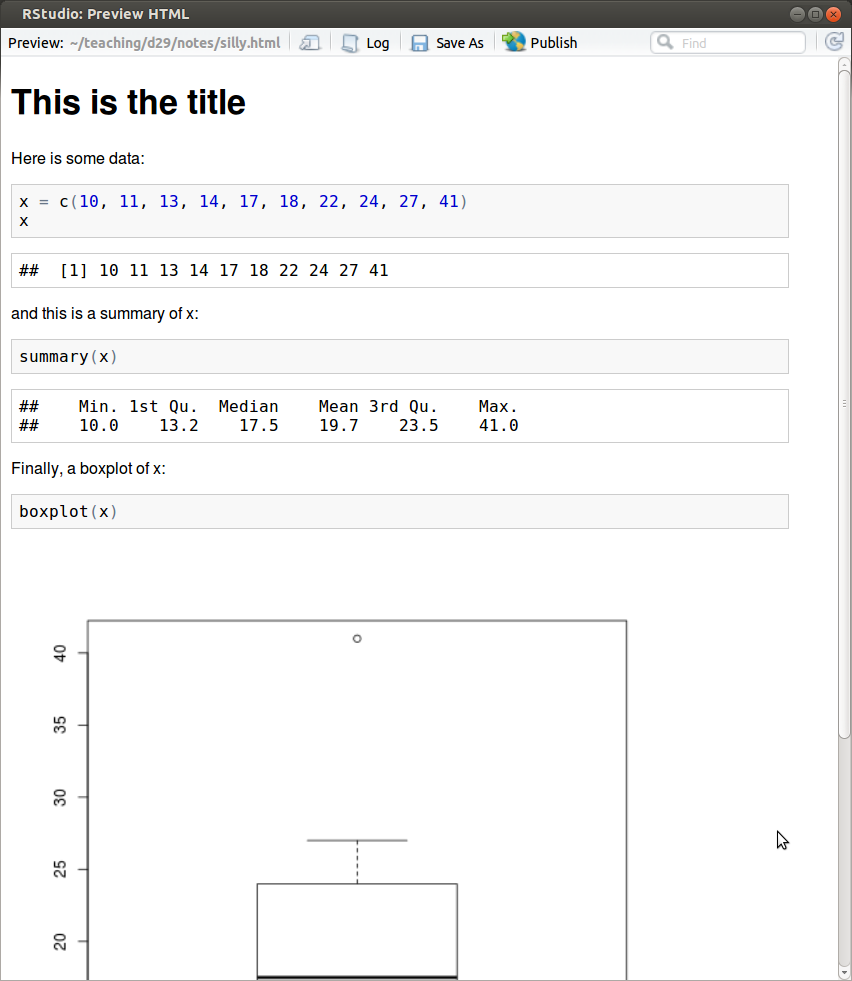 RStudio: Preview HTML
Preview: ~/teaching/d29/notes/silly.html Log Save As Publish Find
This is the title
Here is some data:
x = c(10, 11, 13, 14, 17, 18, 22, 24, 27, 41)
x
##  [1] 10 11 13 14 17 18 22 24 27 41
and this is a summary of x:
summary(x)
##    Min. 1st Qu.  Median    Mean 3rd Qu.    Max.
##    10.0    13.2    17.5    19.7    23.5    41.0
Finally, a boxplot of x:
boxplot(x)
40
35
30
25
20